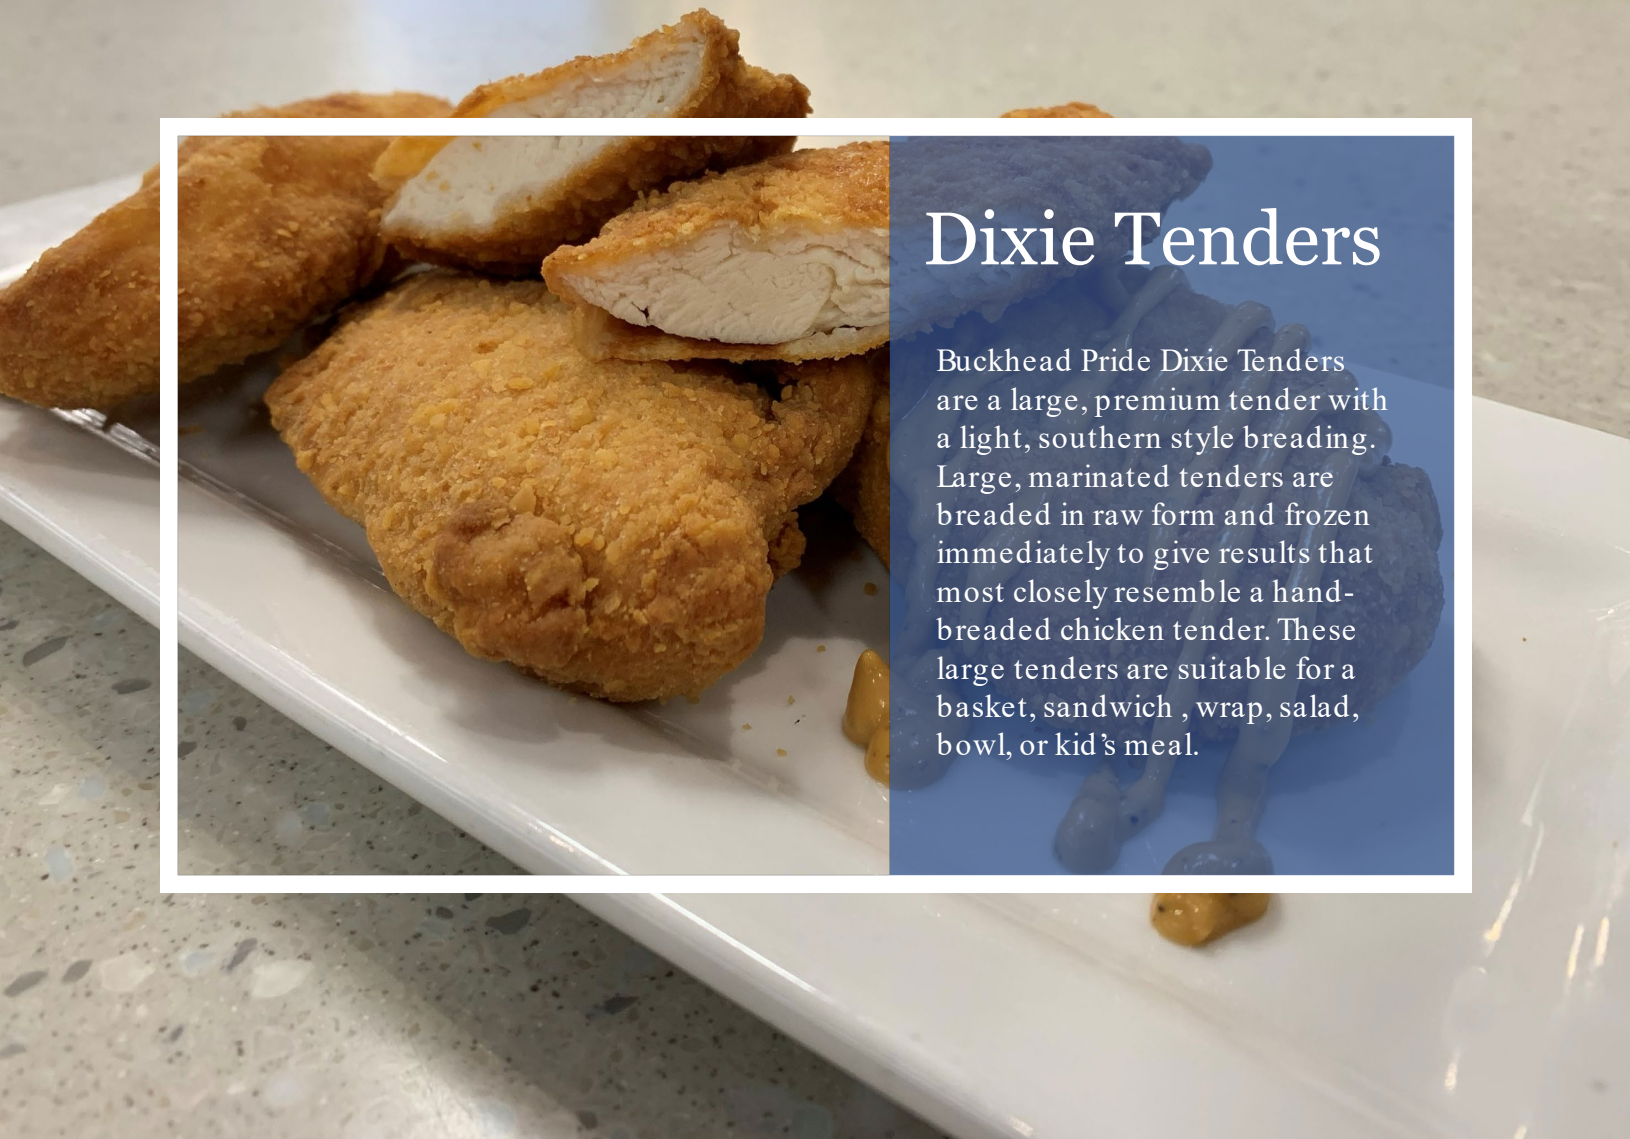 Dixie Tenders
Buckhead Pride Dixie Tenders
are a large, premium tender with
a light, southern style breading.
Large, marinated tenders are
breaded in raw form and frozen
immediately to give results that
most closely resemble a hand-
breaded chicken tender. These
large tenders are suitable for a
basket, sandwich , wrap, salad,
bowl, or kid’s meal.